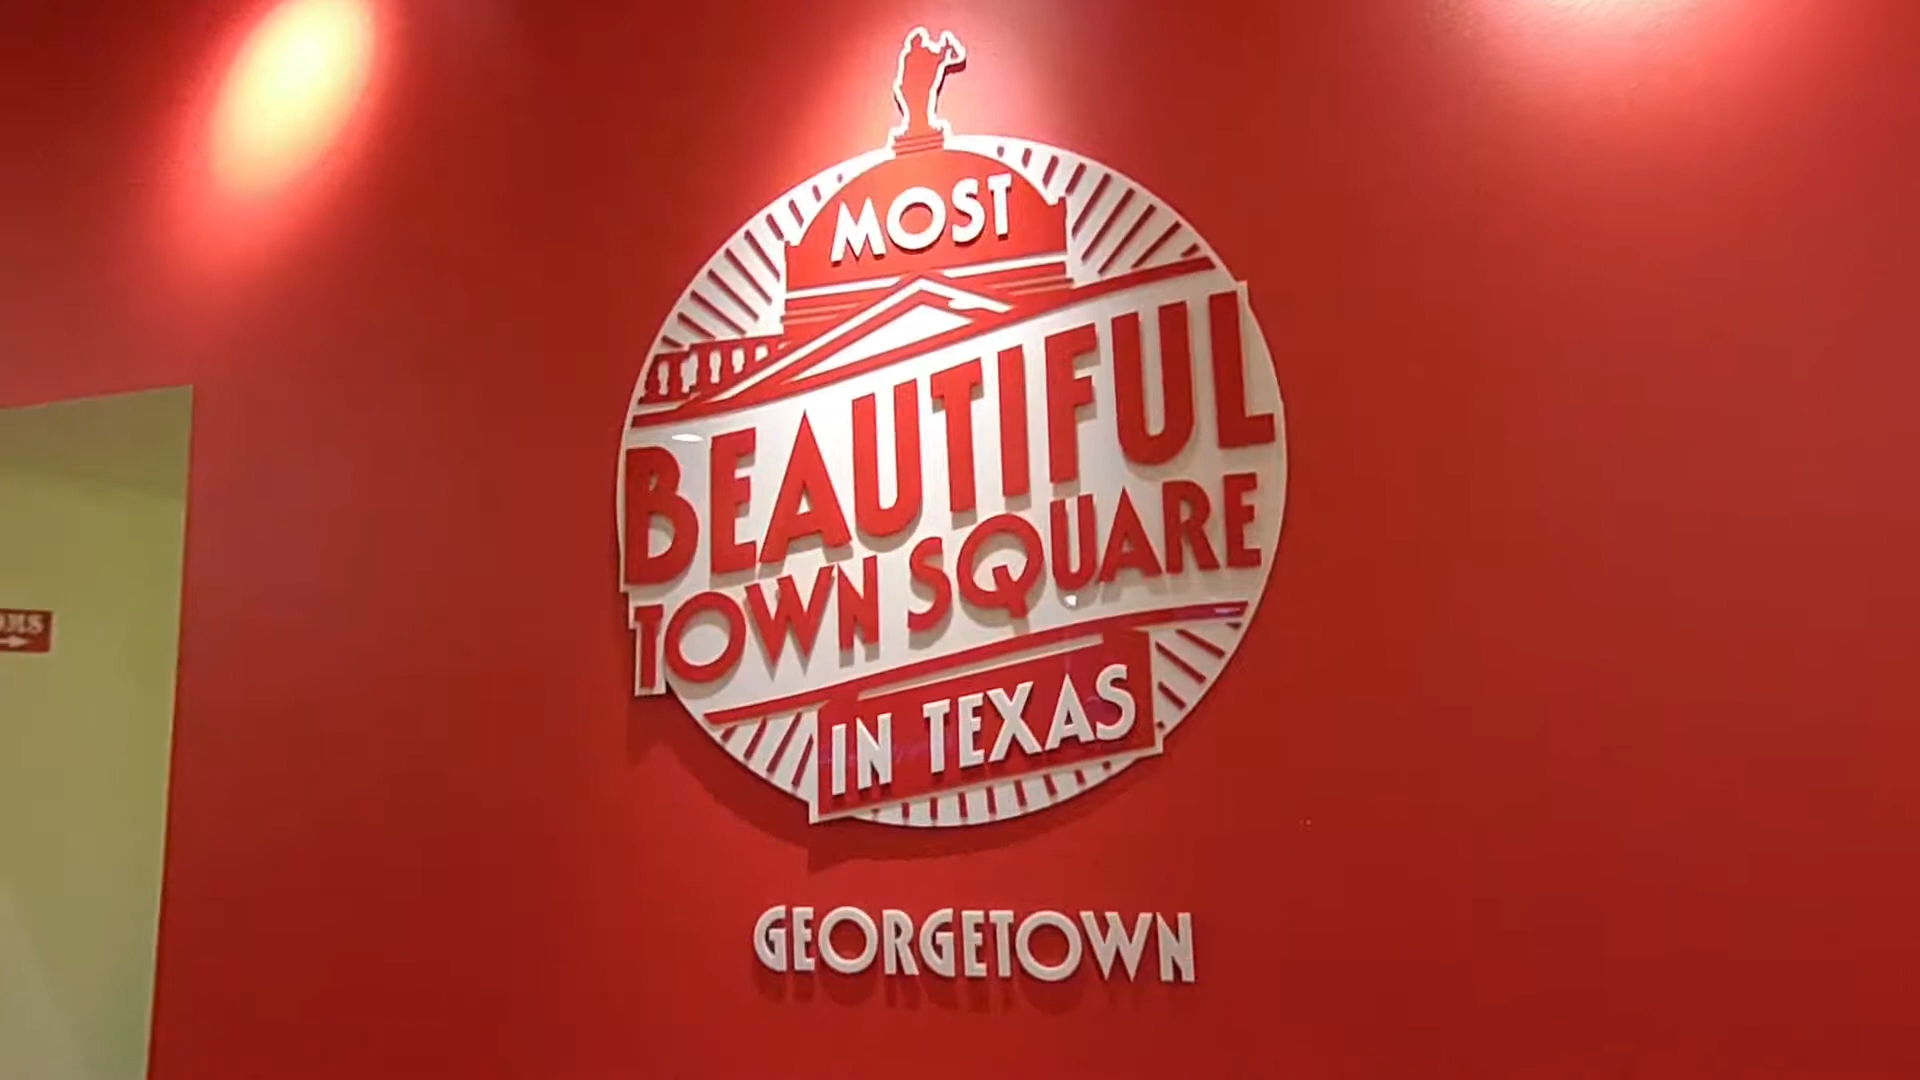 MOST
BEAUTIFUL
TOWN SQUARE
IN TEXAS
GEORGETOWN